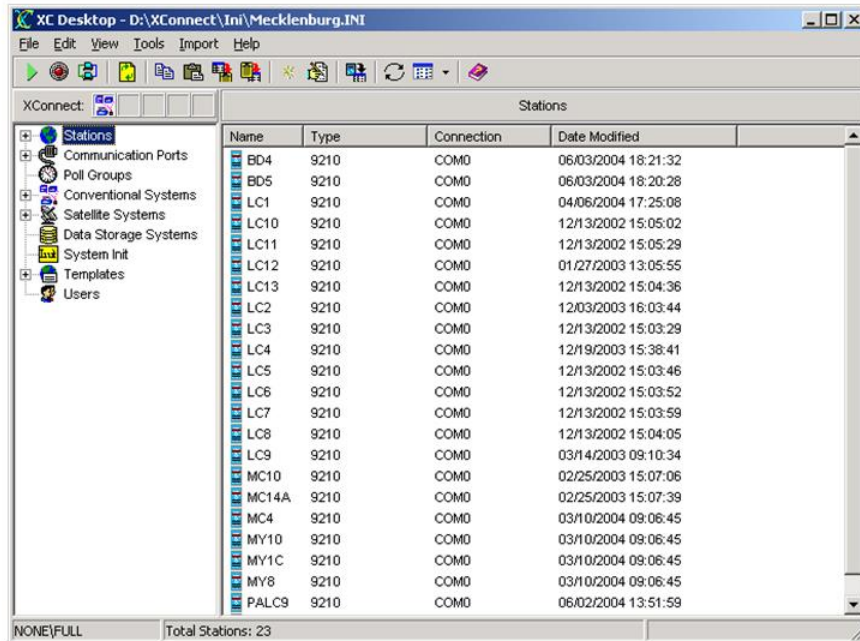 XC Desktop - D:\XConnect\Ini\Mecklenburg.INI
File Edit View Tools Import Help
XConnect:
Stations
Communication Ports
Poll Groups
Conventional Systems
Satellite Systems
Data Storage Systems
Init System Init
Templates
Users
Stations
Name Type Connection Date Modified
BD4 9210 COM0 06/03/2004 18:21:32
BD5 9210 COM0 06/03/2004 18:20:28
LC1 9210 COM0 04/06/2004 17:25:08
LC10 9210 COM0 12/13/2002 15:05:02
LC11 9210 COM0 12/13/2002 15:05:29
LC12 9210 COM0 01/27/2003 13:05:55
LC13 9210 COM0 12/13/2002 15:04:36
LC2 9210 COM0 12/03/2003 16:03:44
LC3 9210 COM0 12/13/2002 15:03:29
LC4 9210 COM0 12/19/2003 15:38:41
LC5 9210 COM0 12/13/2002 15:03:46
LC6 9210 COM0 12/13/2002 15:03:52
LC7 9210 COM0 12/13/2002 15:03:59
LC8 9210 COM0 12/13/2002 15:04:05
LC9 9210 COM0 03/14/2003 09:10:34
MC10 9210 COM0 02/25/2003 15:07:06
MC14A 9210 COM0 02/25/2003 15:07:39
MC4 9210 COM0 03/10/2004 09:06:45
MY10 9210 COM0 03/10/2004 09:06:45
MY1C 9210 COM0 03/10/2004 09:06:45
MY8 9210 COM0 03/10/2004 09:06:45
PALC9 9210 COM0 06/02/2004 13:51:59
NONE\FULL Total Stations: 23